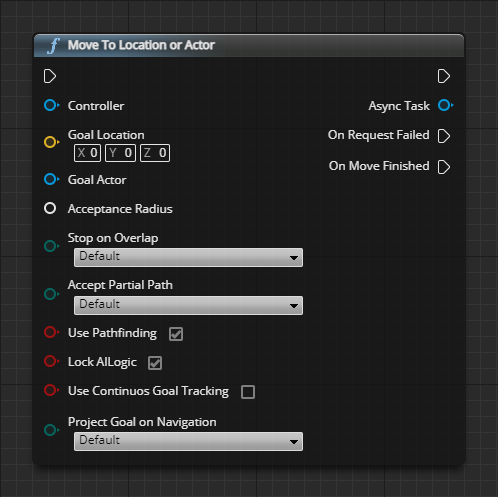 Move To Location or Actor
Controller
Async Task
Goal Location
On Request Failed
X 0 Y 0 Z 0
On Move Finished
Goal Actor
Acceptance Radius
Stop on Overlap
Default
Accept Partial Path
Default
Use Pathfinding
Lock AILogic
Use Continuos Goal Tracking
Project Goal on Navigation
Default